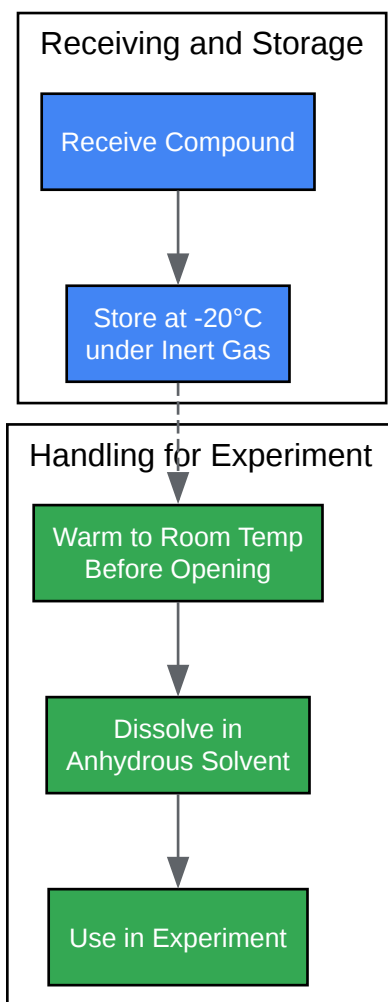 Receiving and Storage
Receive Compound
Store at -20°C
under Inert Gas
Handling for Experiment
Warm to Room Temp
Before Opening
Dissolve in
Anhydrous Solvent
Use in Experiment